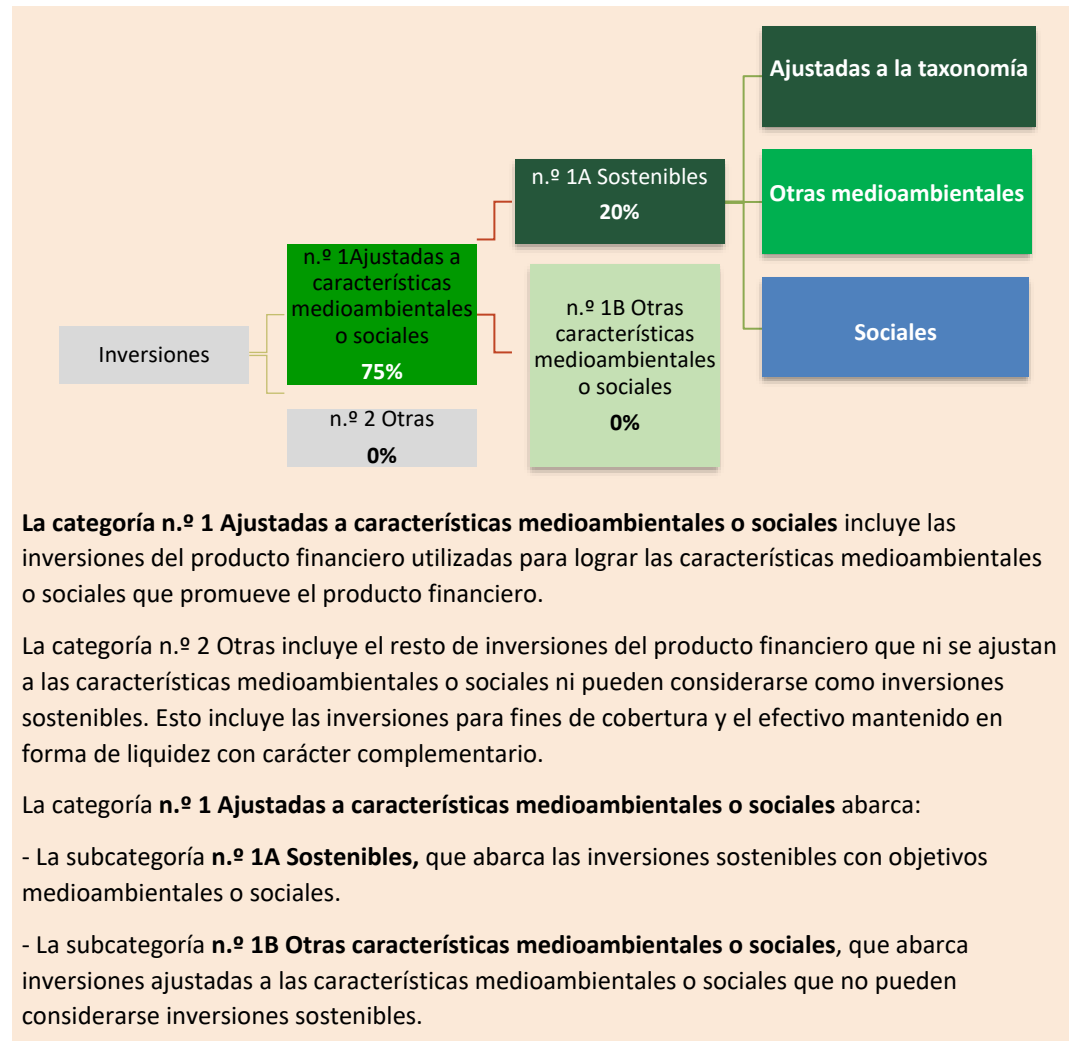 Ajustadas a la taxonomía
n.º 1A Sostenibles
20%
Otras medioambientales
n.º 1Ajustadas a
características
medioambientales
o sociales
75%
n.º 1B Otras
características
medioambientales
o sociales
0%
Sociales
Inversiones
n.º 2 Otras
0%
La categoría n.º 1 Ajustadas a características medioambientales o sociales incluye las
inversiones del producto financiero utilizadas para lograr las características medioambientales
o sociales que promueve el producto financiero.
La categoría n.º 2 Otras incluye el resto de inversiones del producto financiero que ni se ajustan
a las características medioambientales o sociales ni pueden considerarse como inversiones
sostenibles. Esto incluye las inversiones para fines de cobertura y el efectivo mantenido en
forma de liquidez con carácter complementario.
La categoría n.º 1 Ajustadas a características medioambientales o sociales abarca:
- La subcategoría n.º 1A Sostenibles, que abarca las inversiones sostenibles con objetivos
medioambientales o sociales.
- La subcategoría n.º 1B Otras características medioambientales o sociales, que abarca
inversiones ajustadas a las características medioambientales o sociales que no pueden
considerarse inversiones sostenibles.